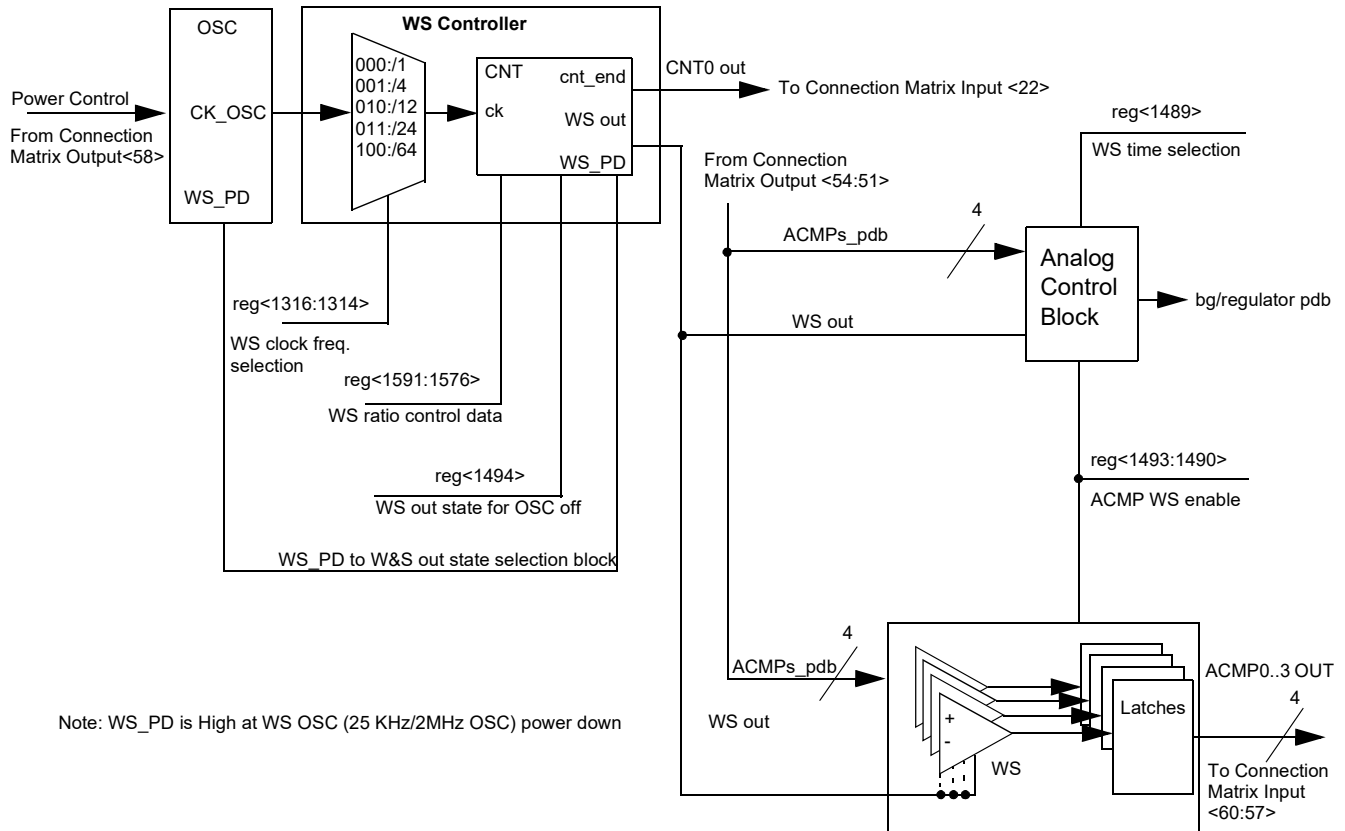 OSC
WS Controller
Power Control
From Connection
Matrix Output<58>
CK_OSC
WS_PD
000:/1
001:/4
010:/12
011:/24
100:/64
CNT
cnt_end
ck
WS out
WS_PD
CNT0 out
To Connection Matrix Input <22>
reg<1489>
WS time selection
From Connection
Matrix Output <54:51>
ACMPs_pdb
4
Analog
Control
Block
bg/regulator pdb
WS out
reg<1316:1314>
WS clock freq.
selection
reg<1591:1576>
WS ratio control data
reg<1494>
WS out state for OSC off
WS_PD to W&S out state selection block
reg<1493:1490>
ACMP WS enable
4
ACMPs_pdb
WS out
+
-
WS
Latches
ACMP0..3 OUT
4
To Connection
Matrix Input
<60:57>
Note: WS_PD is High at WS OSC (25 KHz/2MHz OSC) power down